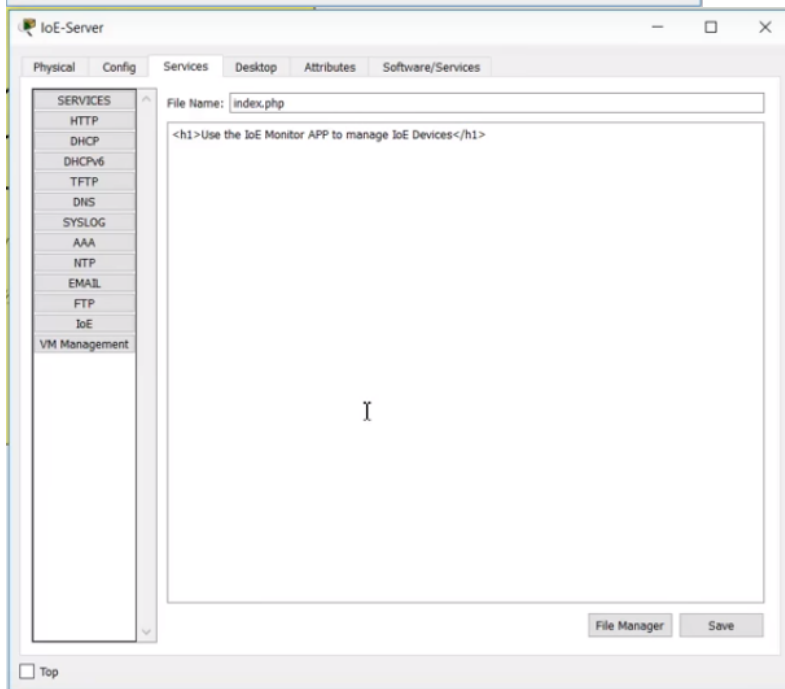 IoE-Server
Physical Config Services Desktop Attributes Software/Services
SERVICES
HTTP
DHCP
DHCPv6
TFTP
DNS
SYSLOG
AAA
NTP
EMAIL
FTP
IoE
VM Management
File Name: index.php
<h1>Use the IoE Monitor APP to manage IoE Devices</h1>
File Manager Save
Top